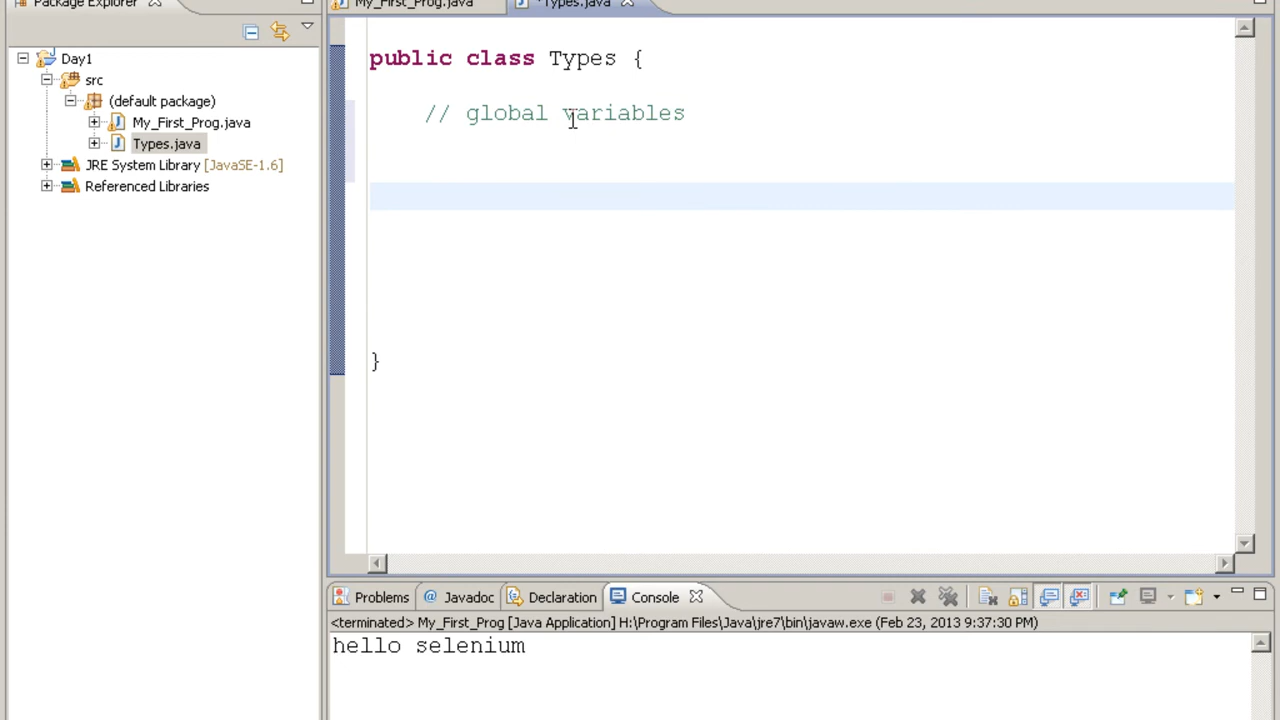 Package Explorer
My_First_Prog.java
*Types.java
Day1
src
(default package)
My_First_Prog.java
Types.java
JRE System Library [JavaSE-1.6]
Referenced Libraries
public class Types {
// global variables
}
Problems
@ Javadoc
Declaration
Console
<terminated> My_First_Prog [Java Application] H:\Program Files\Java\jre7\bin\javaw.exe (Feb 23, 2013 9:37:30 PM)
hello selenium